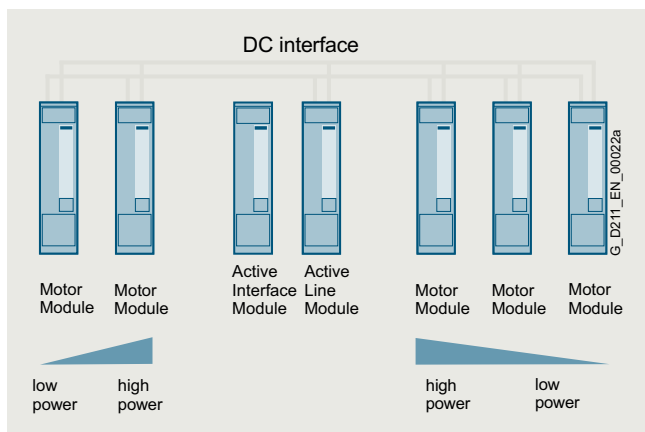 DC interface
G_D211_EN_00022a
Motor
Module
Motor
Module
Active
Interface
Module
Active
Line
Module
Motor
Module
Motor
Module
Motor
Module
low
power
high
power
high
power
low
power